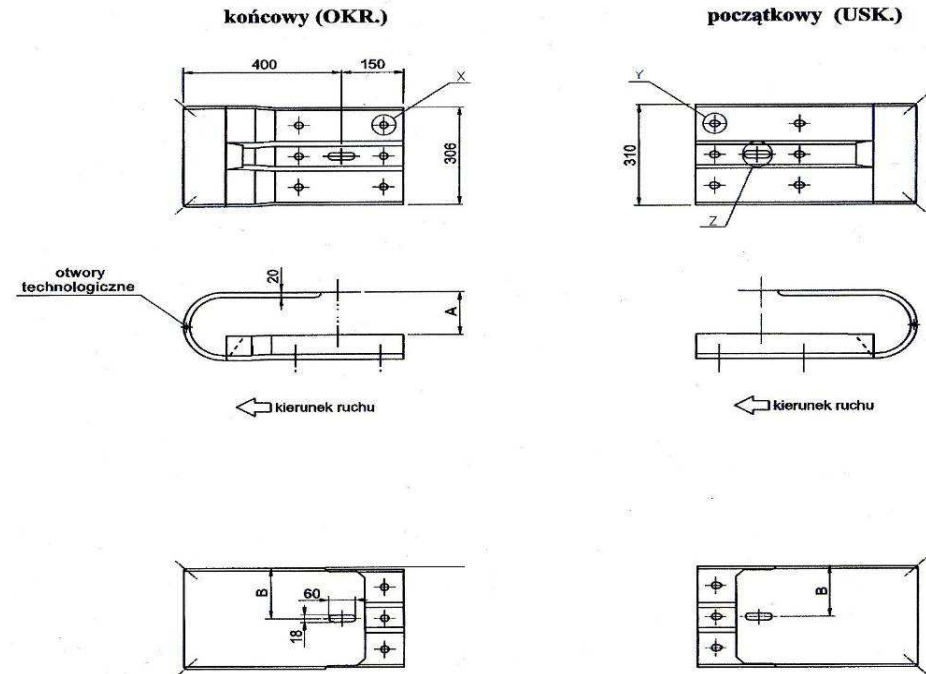 końcowy (OKR.)
początkowy (USK.)
400
150
X
306
Y
310
Z
otwory
technologiczne
20
A
kierunek ruchu
kierunek ruchu
B
60
18
B